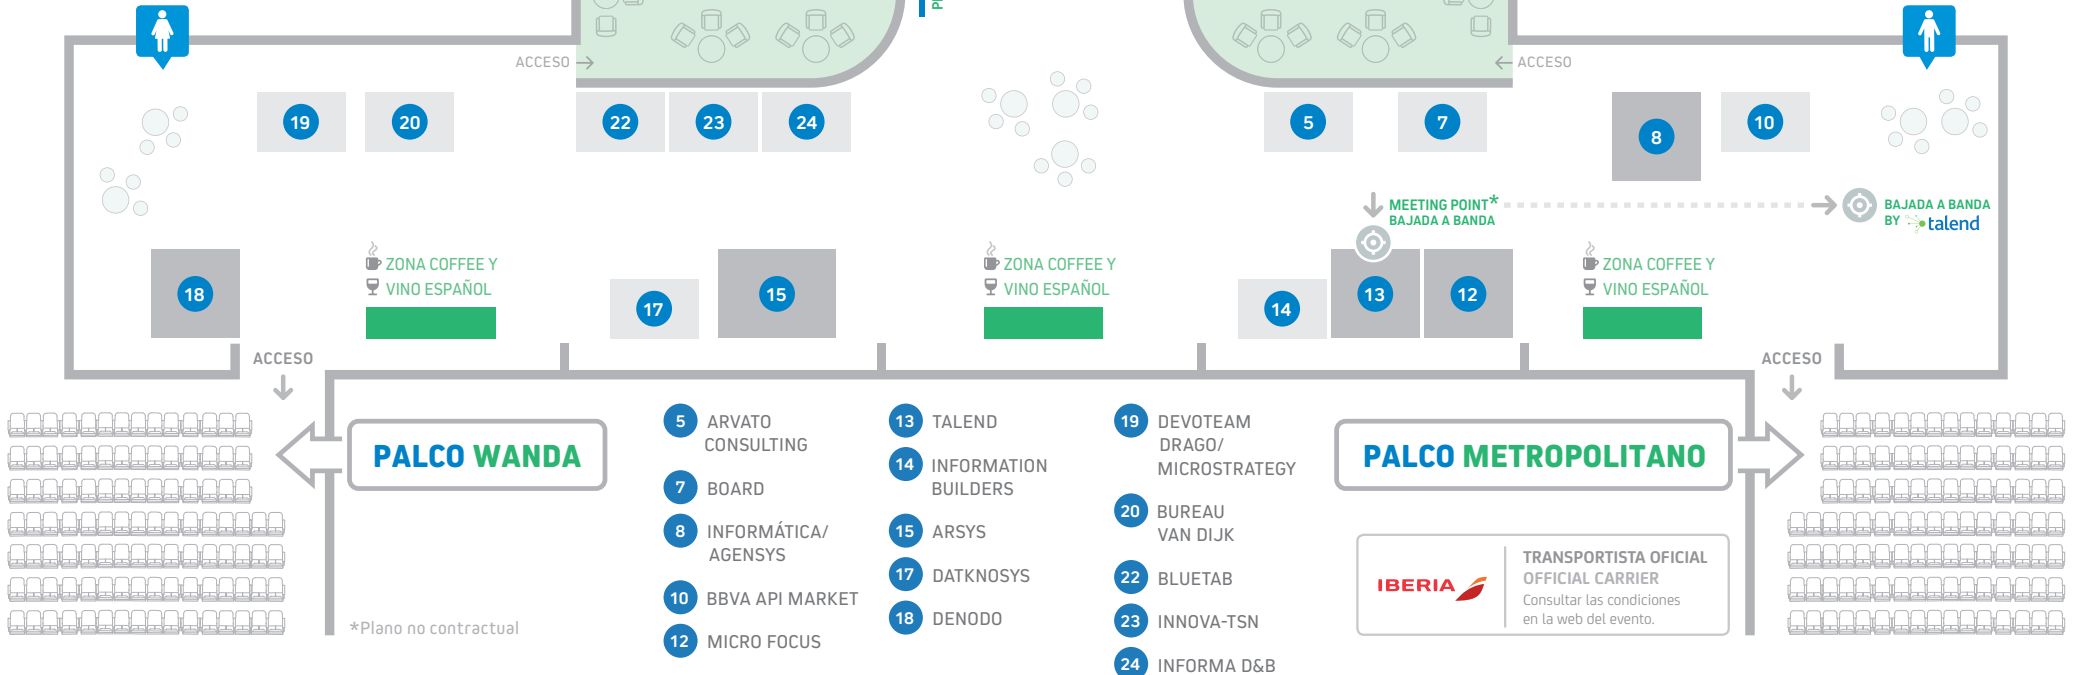 ACCESO
ACCESO
19
20
22
23
24
5
7
8
10
MEETING POINT*
BAJADA A BANDA
BAJADA A BANDA
BY talend
18
ZONA COFFEE Y
VINO ESPAÑOL
17
15
ZONA COFFEE Y
VINO ESPAÑOL
14
13
12
ZONA COFFEE Y
VINO ESPAÑOL
ACCESO
ACCESO
PALCO WANDA
5 ARVATO
CONSULTING
7 BOARD
8 INFORMÁTICA/
AGENSYS
10 BBVA API MARKET
12 MICRO FOCUS
13 TALEND
14 INFORMATION
BUILDERS
15 ARSYS
17 DATKNOSYS
18 DENODO
19 DEVOTEAM
DRAGO/
MICROSTRATEGY
20 BUREAU
VAN DIJK
22 BLUETAB
23 INNOVA-TSN
24 INFORMA D&B
PALCO METROPOLITANO
IBERIA
TRANSPORTISTA OFICIAL
OFFICIAL CARRIER
Consultar las condiciones
en la web del evento.
*Plano no contractual